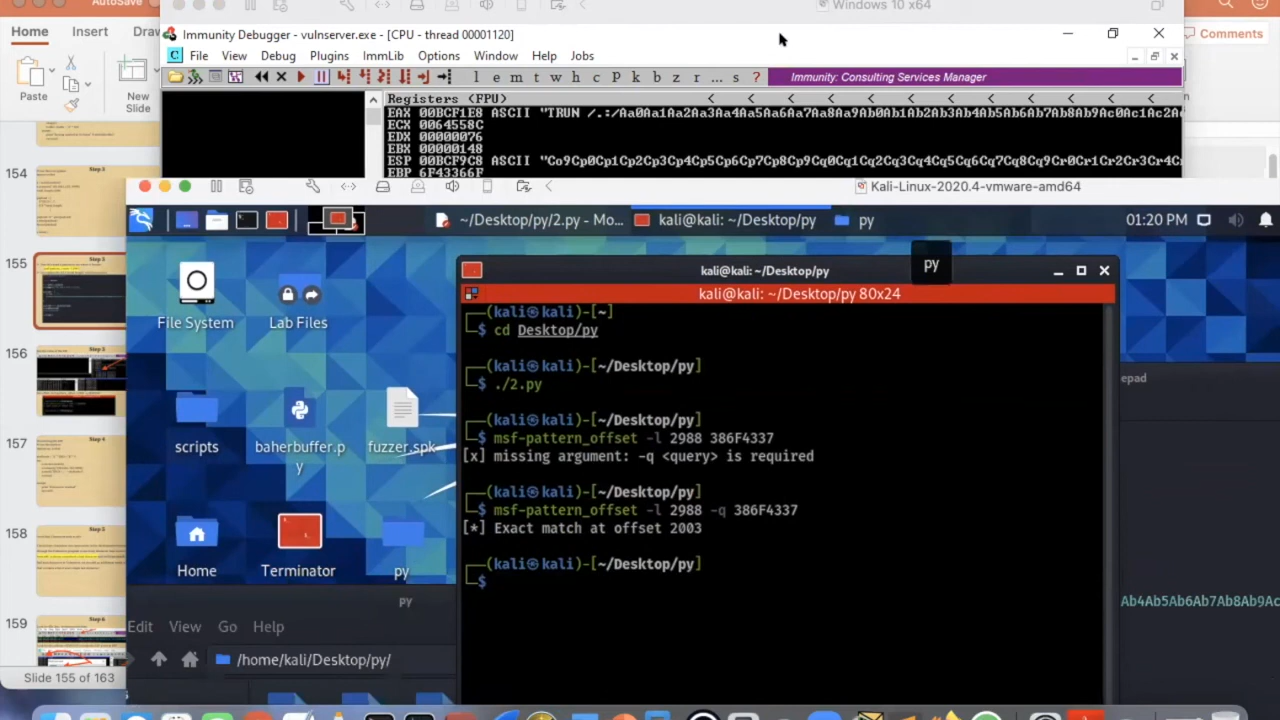 AutoSave
Windows 10 x64
Home Insert Draw
Comments
Paste
New
Slide
Immunity Debugger - vulnserver.exe - [CPU - thread 00001120]
C File View Debug Plugins ImmLib Options Window Help Jobs
l e m t w h c P k b z r ... s ? Immunity: Consulting Services Manager
Registers (FPU) < < < < < < < < < < < <
EAX 00BCF1E8 ASCII "TRUN /.:/Aa0Aa1Aa2Aa3Aa4Aa5Aa6Aa7Aa8Aa9Ab0Ab1Ab2Ab3Ab4Ab5Ab6Ab7Ab8Ab9Ac0Ac1Ac2A
ECX 0064558C
EDX 00000076
EBX 00000148
ESP 00BCF9C8 ASCII "Co9Cp0Cp1Cp2Cp3Cp4Cp5Cp6Cp7Cp8Cp9Cq0Cq1Cq2Cq3Cq4Cq5Cq6Cq7Cq8Cq9Cr0Cr1Cr2Cr3Cr4C
EBP 6F43366F
Kali-Linux-2020.4-vmware-amd64
~/Desktop/py/2.py - Mo...
kali@kali: ~/Desktop/py
py
01:20 PM
154
155
156
157
158
159
Slide 155 of 163
File System
Lab Files
scripts
baherbuffer.p
y
fuzzer.spk
Home
Terminator
py
py
kali@kali: ~/Desktop/py
kali@kali: ~/Desktop/py 80x24
(kali㉿kali)-[~]
$ cd Desktop/py
(kali㉿kali)-[~/Desktop/py]
$ ./2.py
(kali㉿kali)-[~/Desktop/py]
$ msf-pattern_offset -l 2988 386F4337
[x] missing argument: -q <query> is required
(kali㉿kali)-[~/Desktop/py]
$ msf-pattern_offset -l 2988 -q 386F4337
[*] Exact match at offset 2003
(kali㉿kali)-[~/Desktop/py]
$
epad
Ab4Ab5Ab6Ab7Ab8Ab9Ac
py
Edit View Go Help
/home/kali/Desktop/py/